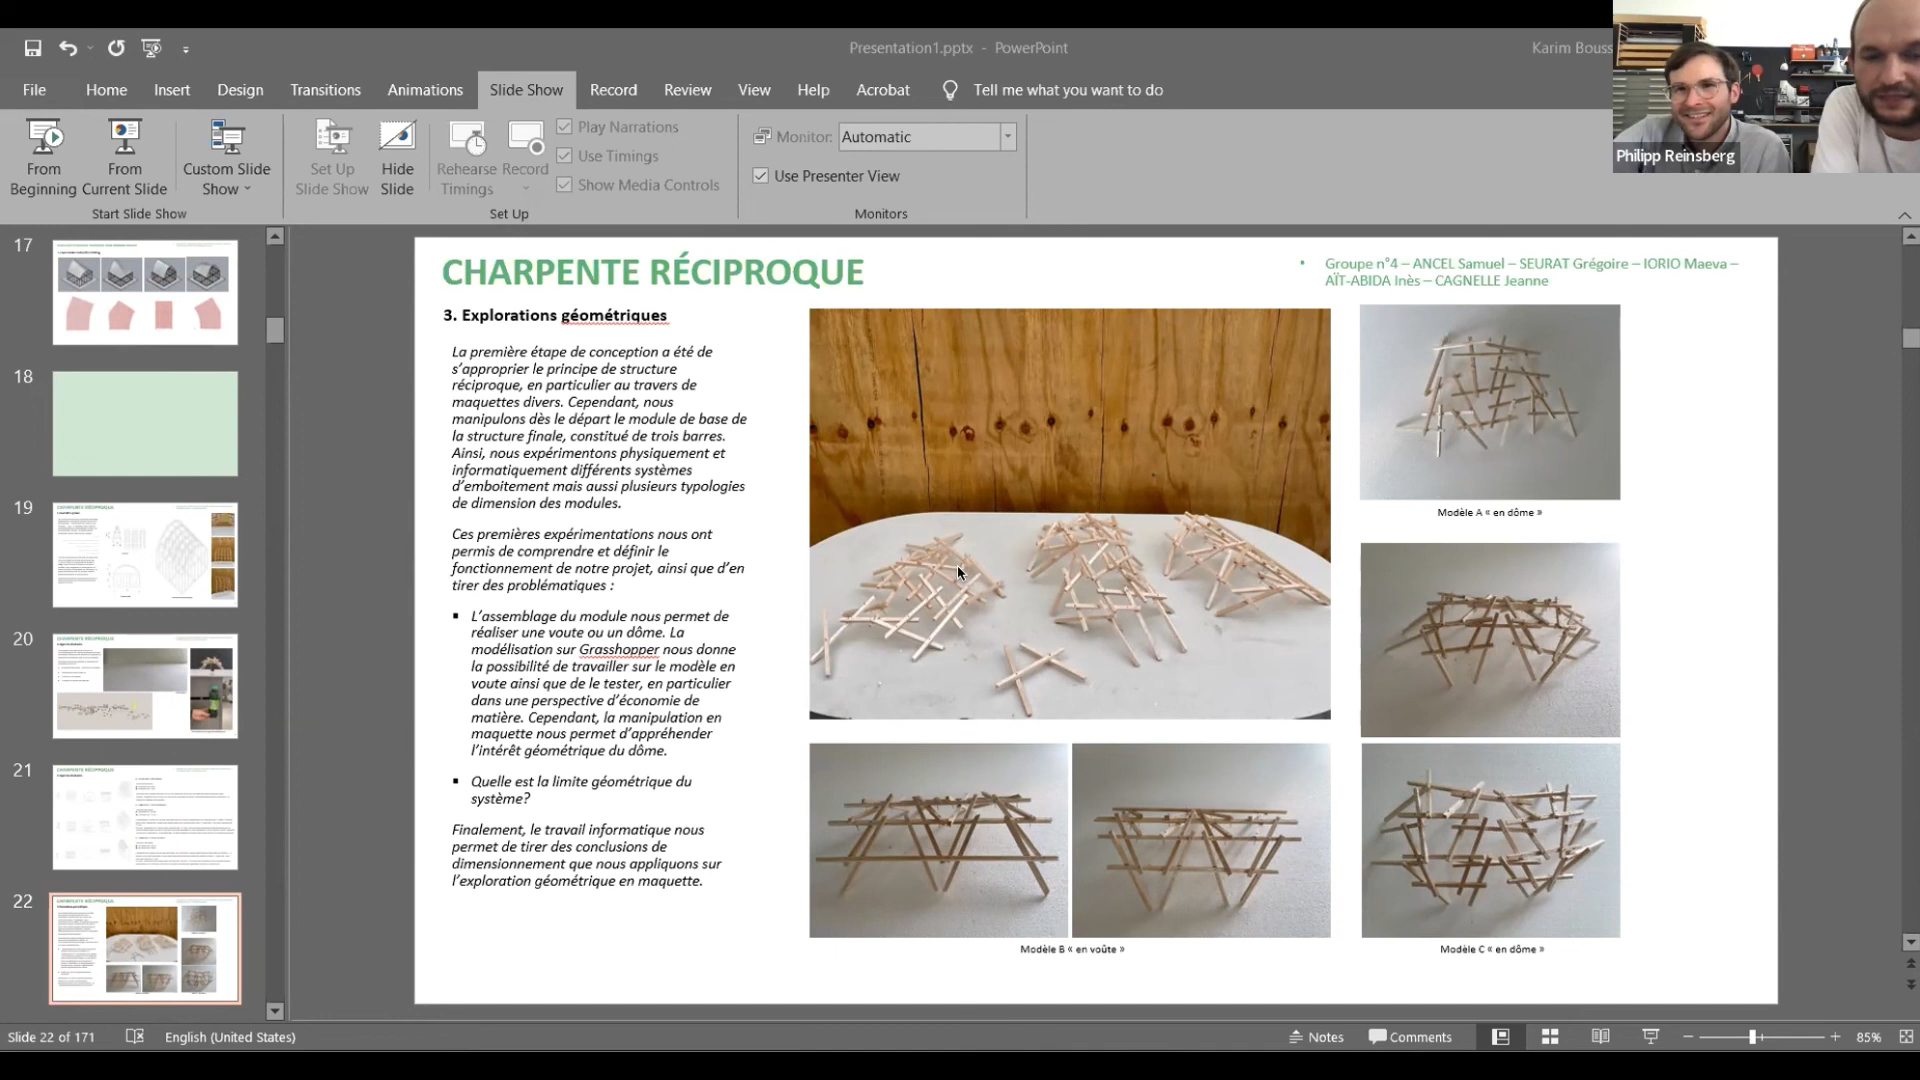 Presentation1.pptx - PowerPoint
Karim Bouss
File Home Insert Design Transitions Animations Slide Show Record Review View Help Acrobat Tell me what you want to do
From Beginning
From Current Slide
Custom Slide Show
Set Up Slide Show
Hide Slide
Rehearse Timings
Record
Play Narrations
Use Timings
Show Media Controls
Monitor: Automatic
Use Presenter View
Start Slide Show
Set Up
Monitors
Philipp Reinsberg
17
18
19
20
21
22
CHARPENTE RÉCIPROQUE
• Groupe n°4 – ANCEL Samuel – SEURAT Grégoire – IORIO Maeva –
AÏT-ABIDA Inès – CAGNELLE Jeanne
3. Explorations géométriques
La première étape de conception a été de
s'approprier le principe de structure
réciproque, en particulier au travers de
maquettes divers. Cependant, nous
manipulons dès le départ le module de base de
la structure finale, constitué de trois barres.
Ainsi, nous expérimentons physiquement et
informatiquement différents systèmes
d'emboitement mais aussi plusieurs typologies
de dimension des modules.
Ces premières expérimentations nous ont
permis de comprendre et définir le
fonctionnement de notre projet, ainsi que d'en
tirer des problématiques :
▪ L'assemblage du module nous permet de
réaliser une voute ou un dôme. La
modélisation sur Grasshopper nous donne
la possibilité de travailler sur le modèle en
voute ainsi que de le tester, en particulier
dans une perspective d'économie de
matière. Cependant, la manipulation en
maquette nous permet d'appréhender
l'intérêt géométrique du dôme.
▪ Quelle est la limite géométrique du
système?
Finalement, le travail informatique nous
permet de tirer des conclusions de
dimensionnement que nous appliquons sur
l'exploration géométrique en maquette.
Modèle A « en dôme »
Modèle B « en voûte »
Modèle C « en dôme »
Slide 22 of 171
English (United States)
Notes
Comments
85%